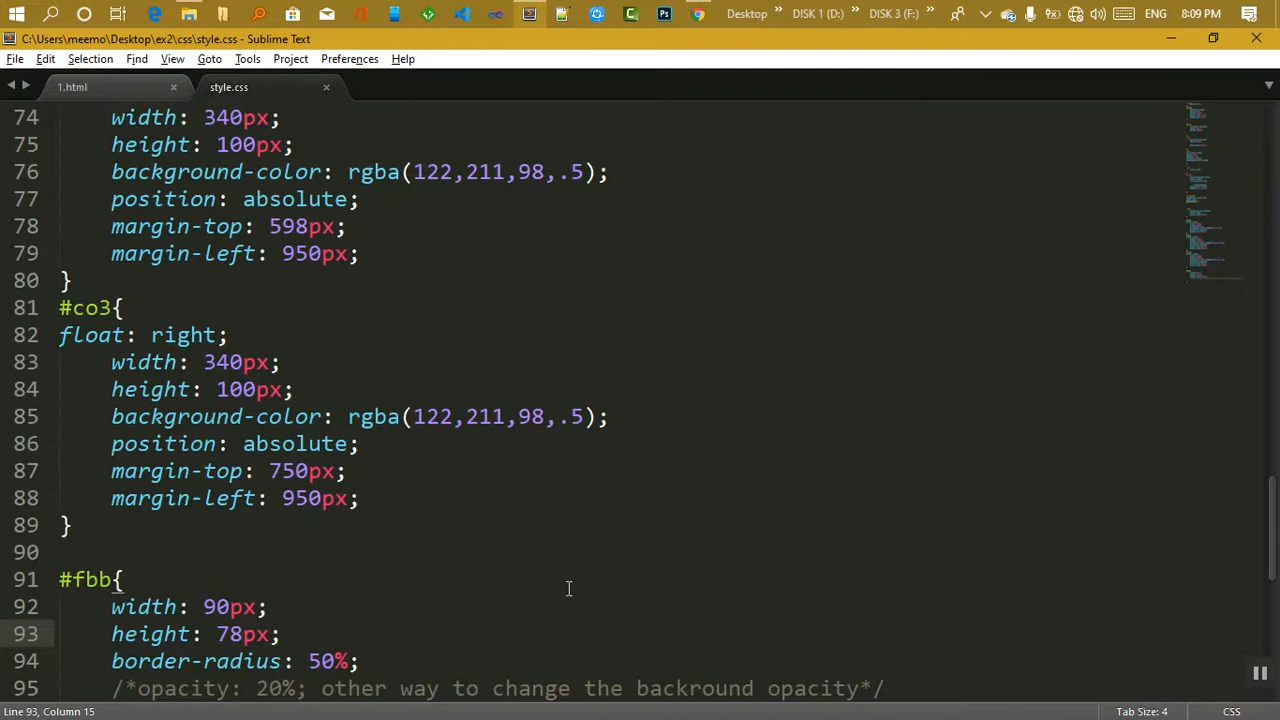 Desktop » DISK 1 (D:) » DISK 3 (F:) » ENG 8:09 PM
C:\Users\meemo\Desktop\ex2\css\style.css - Sublime Text
File Edit Selection Find View Goto Tools Project Preferences Help
1.html × style.css ×
74 width: 340px;
75 height: 100px;
76 background-color: rgba(122,211,98,.5);
77 position: absolute;
78 margin-top: 598px;
79 margin-left: 950px;
80 }
81 #co3{
82 float: right;
83 width: 340px;
84 height: 100px;
85 background-color: rgba(122,211,98,.5);
86 position: absolute;
87 margin-top: 750px;
88 margin-left: 950px;
89 }
90
91 #fbb{
92 width: 90px;
93 height: 78px;
94 border-radius: 50%;
95 /*opacity: 20%; other way to change the backround opacity*/
Line 93, Column 15 Tab Size: 4 CSS